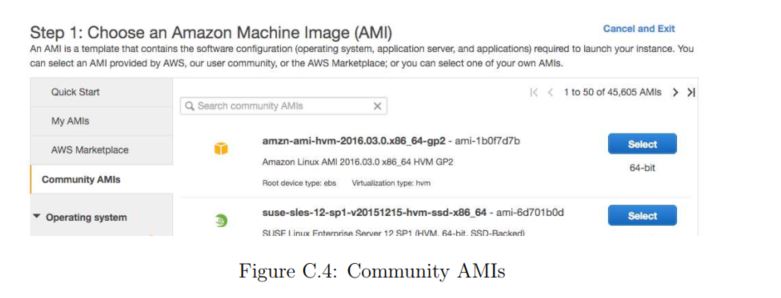 Step 1: Choose an Amazon Machine Image (AMI)
Cancel and Exit
An AMI is a template that contains the software configuration (operating system, application server, and applications) required to launch your instance. You
can select an AMI provided by AWS, our user community, or the AWS Marketplace; or you can select one of your own AMIs.
Quick Start
My AMIs
AWS Marketplace
Community AMIs
Operating system
Search community AMIs
1 to 50 of 45,605 AMIs
amzn-ami-hvm-2016.03.0.x86_64-gp2 - ami-1b0f7d7b
Select
Amazon Linux AMI 2016.03.0 x86_64 HVM GP2
64-bit
Root device type: ebs Virtualization type: hvm
suse-sles-12-sp1-v20151215-hvm-ssd-x86_64 - ami-6d701b0d
Select
SUSE Linux Enterprise Server 12 SP1 (HVM, 64-bit, SSD-Backed)
Figure C.4: Community AMIs